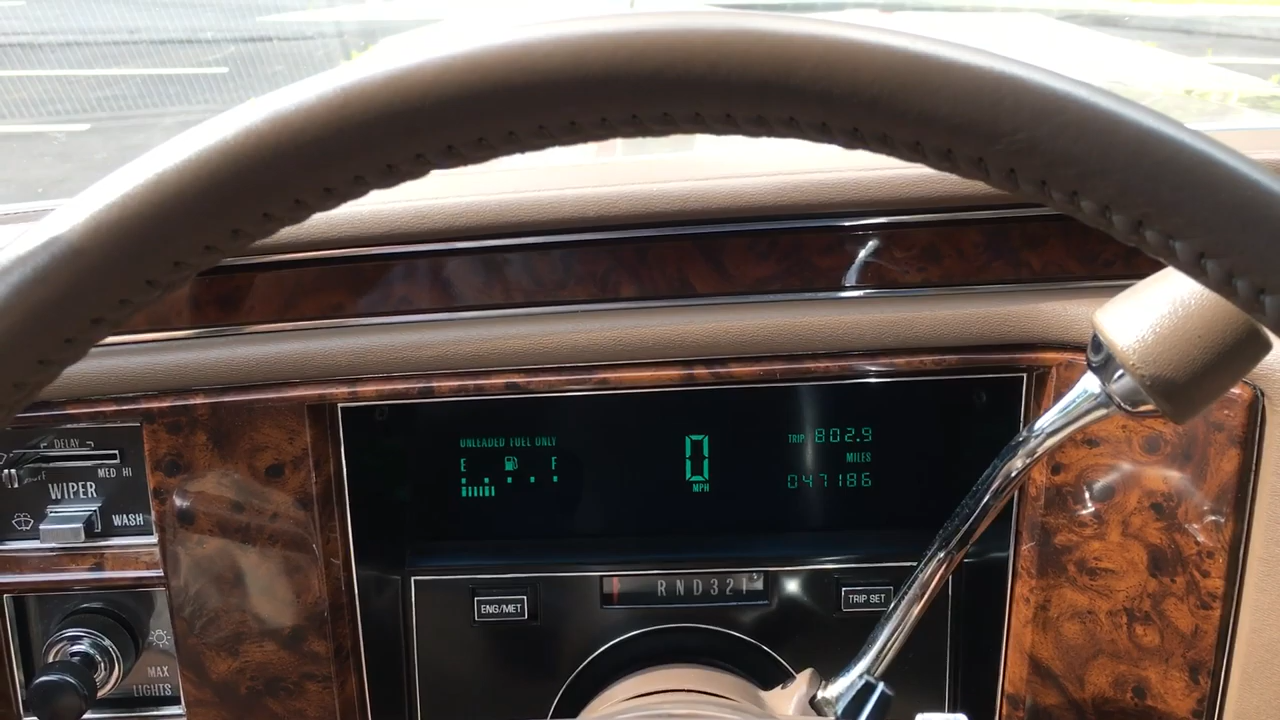 DELAY
MED HI
WIPER
WASH
MAX
LIGHTS
UNLEADED FUEL ONLY
E F
0
MPH
TRIP 802.9
MILES
047186
ENG/MET
RND321
TRIP SET